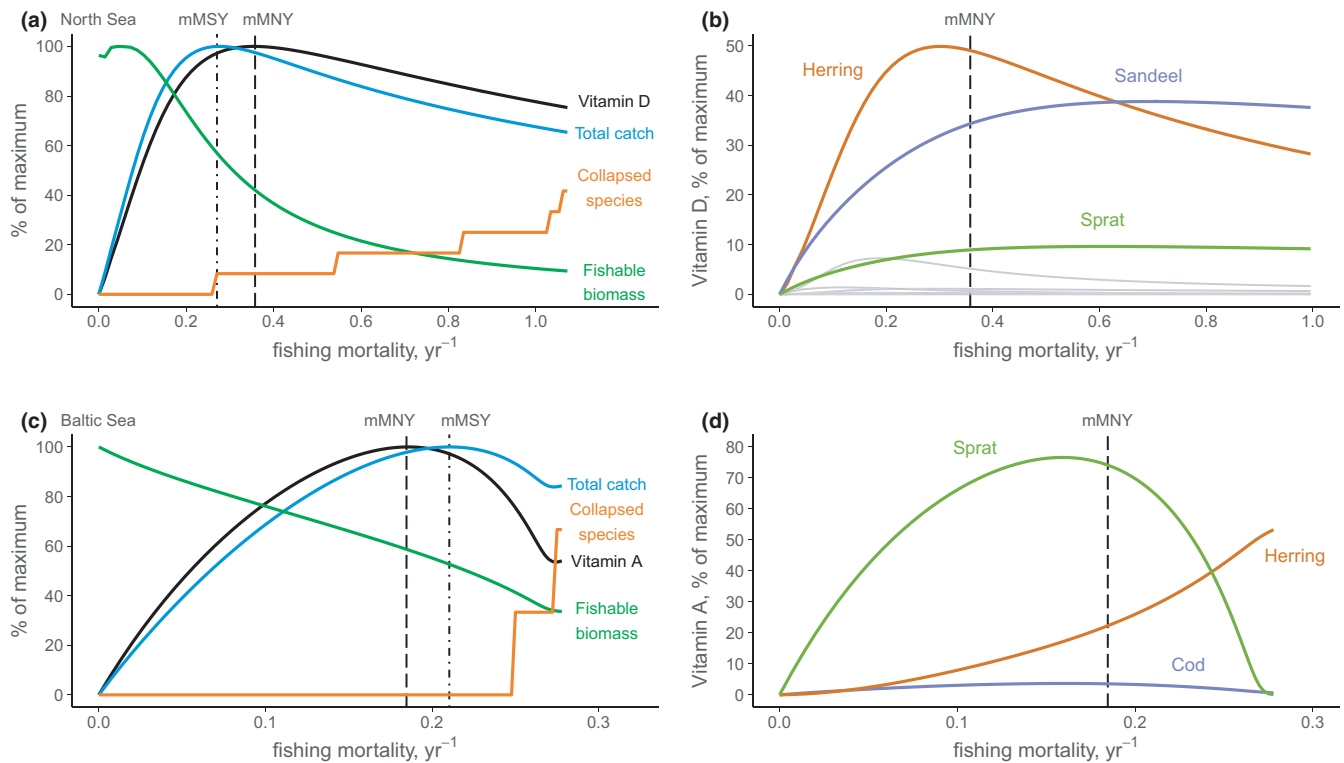 (a) North Sea mMSY mMNY
100
80
60
40
20
0
% of maximum
Vitamin D
Total catch
Collapsed
species
Fishable
biomass
0.0 0.2 0.4 0.6 0.8 1.0
fishing mortality, yr⁻¹
(b) mMNY
50
40
30
20
10
0
Vitamin D, % of maximum
Herring
Sandeel
Sprat
0.0 0.2 0.4 0.6 0.8 1.0
fishing mortality, yr⁻¹
(c) Baltic Sea mMNY mMSY
100
80
60
40
20
0
% of maximum
Total catch
Collapsed
species
Vitamin A
Fishable
biomass
0.0 0.1 0.2 0.3
fishing mortality, yr⁻¹
(d) mMNY
80
70
60
50
40
30
20
10
0
Vitamin A, % of maximum
Sprat
Herring
Cod
0.0 0.1 0.2 0.3
fishing mortality, yr⁻¹